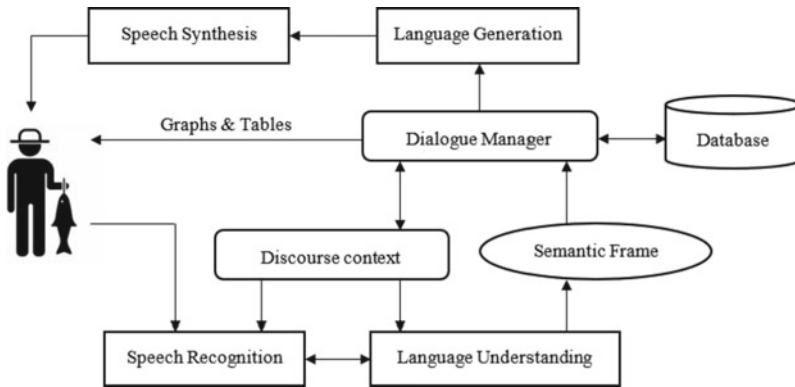 Speech Synthesis
Language Generation
Graphs & Tables
Dialogue Manager
Database
Discourse context
Semantic Frame
Speech Recognition
Language Understanding